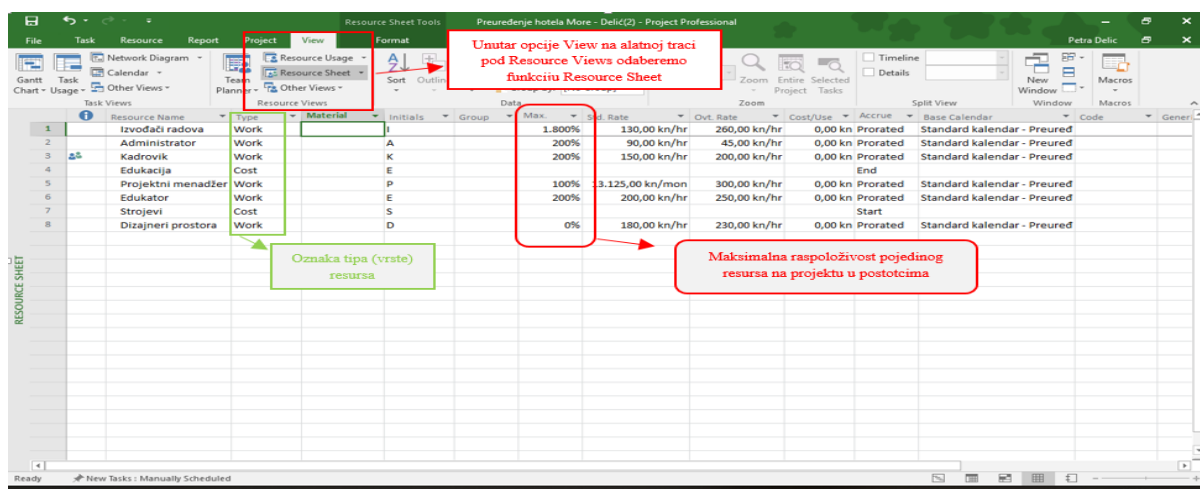 Resource Sheet Tools Preuređenje hotela More - Delić(2) - Project Professional
File Task Resource Report Project View Format Petra Delic
Unutar opcije View na alatnoj traci
pod Resource Views odaberemo
funkciju Resource Sheet
Network Diagram Resource Usage Timeline
Calendar Resource Sheet Details
Gantt Chart Task Usage Other Views Team Planner Other Views Sort Outline Zoom Entire Project Selected Tasks New Window Macros
Task Views Resource Views Data Zoom Split View Window Macros
Resource Name Type Material Initials Group Max. Std. Rate Ovt. Rate Cost/Use Accrue Base Calendar Code
1 Izvođači radova Work I 1.800% 130,00 kn/hr 260,00 kn/hr 0,00 kn Prorated Standard kalendar - Preuređ
2 Administrator Work A 200% 90,00 kn/hr 45,00 kn/hr 0,00 kn Prorated Standard kalendar - Preuređ
3 Kadrovik Work K 200% 150,00 kn/hr 200,00 kn/hr 0,00 kn Prorated Standard kalendar - Preuređ
4 Edukacija Cost E End
5 Projektni menadžer Work P 100% 13.125,00 kn/mon 300,00 kn/hr 0,00 kn Prorated Standard kalendar - Preuređ
6 Edukator Work E 200% 200,00 kn/hr 250,00 kn/hr 0,00 kn Prorated Standard kalendar - Preuređ
7 Strojevi Cost S Start
8 Dizajneri prostora Work D 0% 180,00 kn/hr 230,00 kn/hr 0,00 kn Prorated Standard kalendar - Preuređ
Oznaka tipa (vrste)
resursa
Maksimalna raspoloživost pojedinog
resursa na projektu u postotcima
RESOURCE SHEET
Ready New Tasks : Manually Scheduled